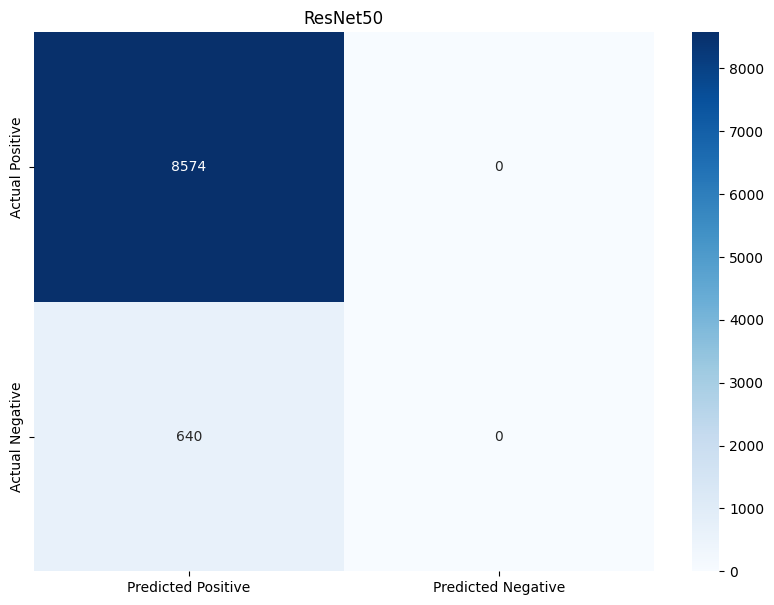 ResNet50
Actual Positive
8574
0
Actual Negative
640
0
Predicted Positive
Predicted Negative
8000
7000
6000
5000
4000
3000
2000
1000
0